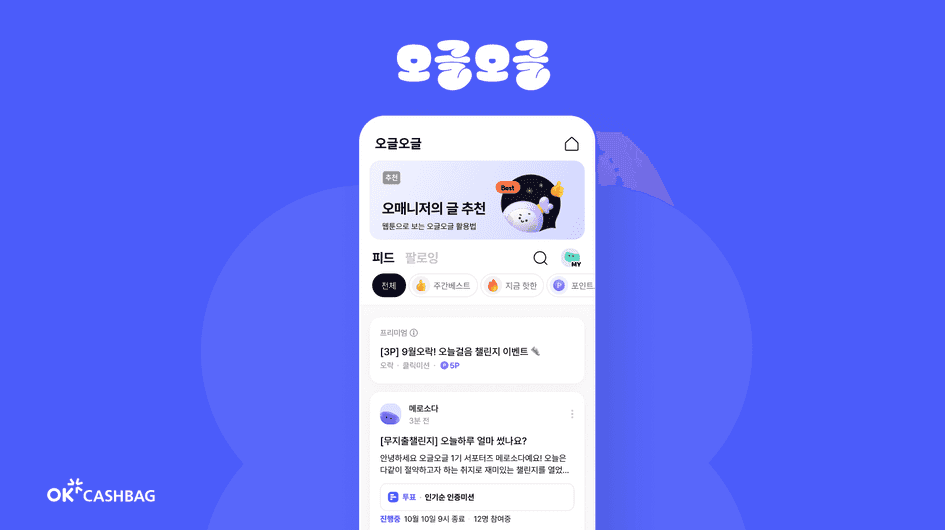 오글오글
오글오글
추천
오매니저의 글 추천
웹툰으로 보는 오글오글 활용법
Best
피드 팔로잉
MY
전체 주간베스트 지금 핫한 P 포인트
프리미엄
[3P] 9월오락! 오늘걸음 챌린지 이벤트
오락 · 클릭미션 · P 5P
메로소다
3분 전
[무지출챌린지] 오늘하루 얼마 썼나요?
안녕하세요 오글오글 1기 서포터즈 메로소다예요! 오늘은
다같이 절약하고자 하는 취지로 재미있는 챌린지를 열었...
투표 · 인기순 인증미션
진행중 10월 10일 9시 종료 · 12명 참여중
OK CASHBAG